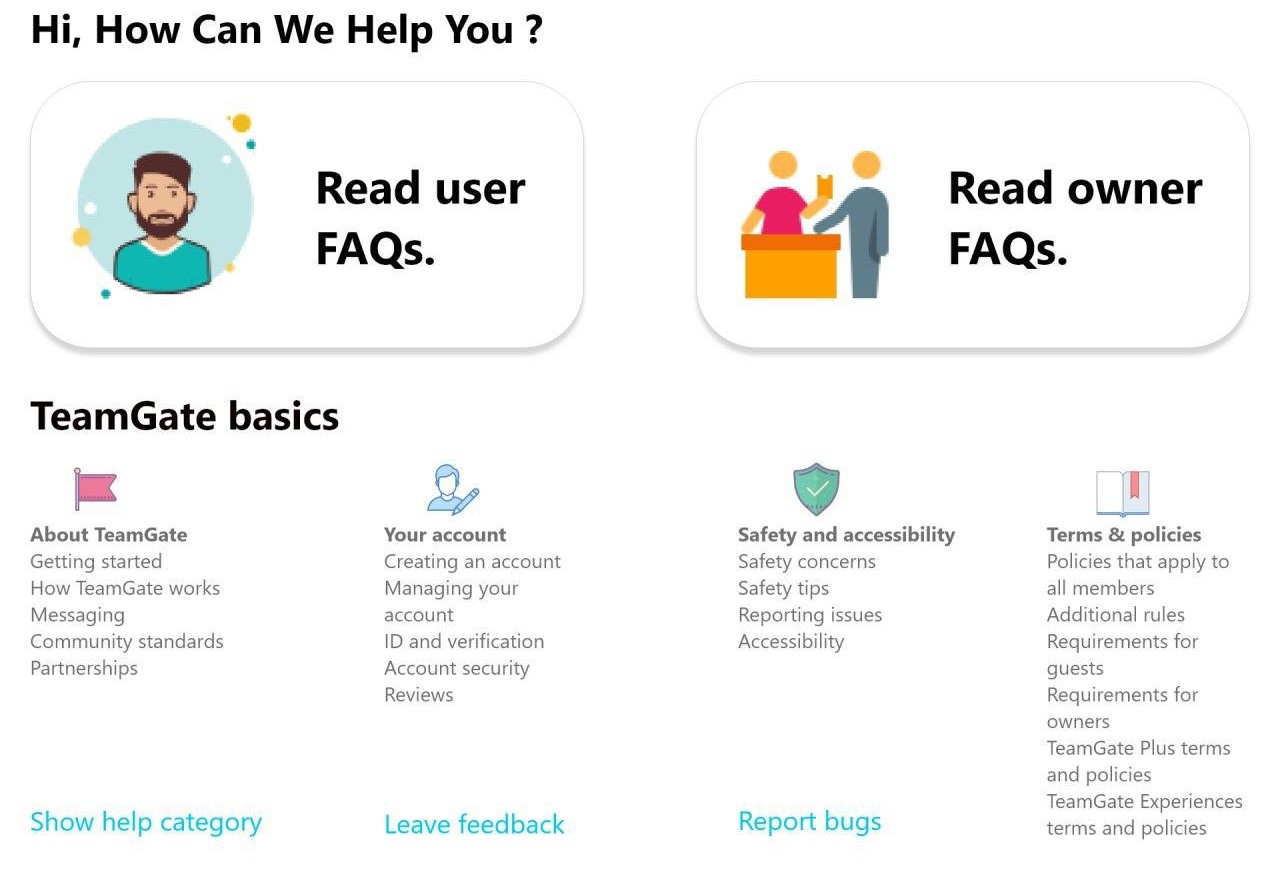 Hi, How Can We Help You ?
Read user
FAQs.
Read owner
FAQs.
TeamGate basics
About TeamGate
Getting started
How TeamGate works
Messaging
Community standards
Partnerships
Show help category
Your account
Creating an account
Managing your
account
ID and verification
Account security
Reviews
Leave feedback
Safety and accessibility
Safety concerns
Safety tips
Reporting issues
Accessibility
Report bugs
Terms & policies
Policies that apply to
all members
Additional rules
Requirements for
guests
Requirements for
owners
TeamGate Plus terms
and policies
TeamGate Experiences
terms and policies